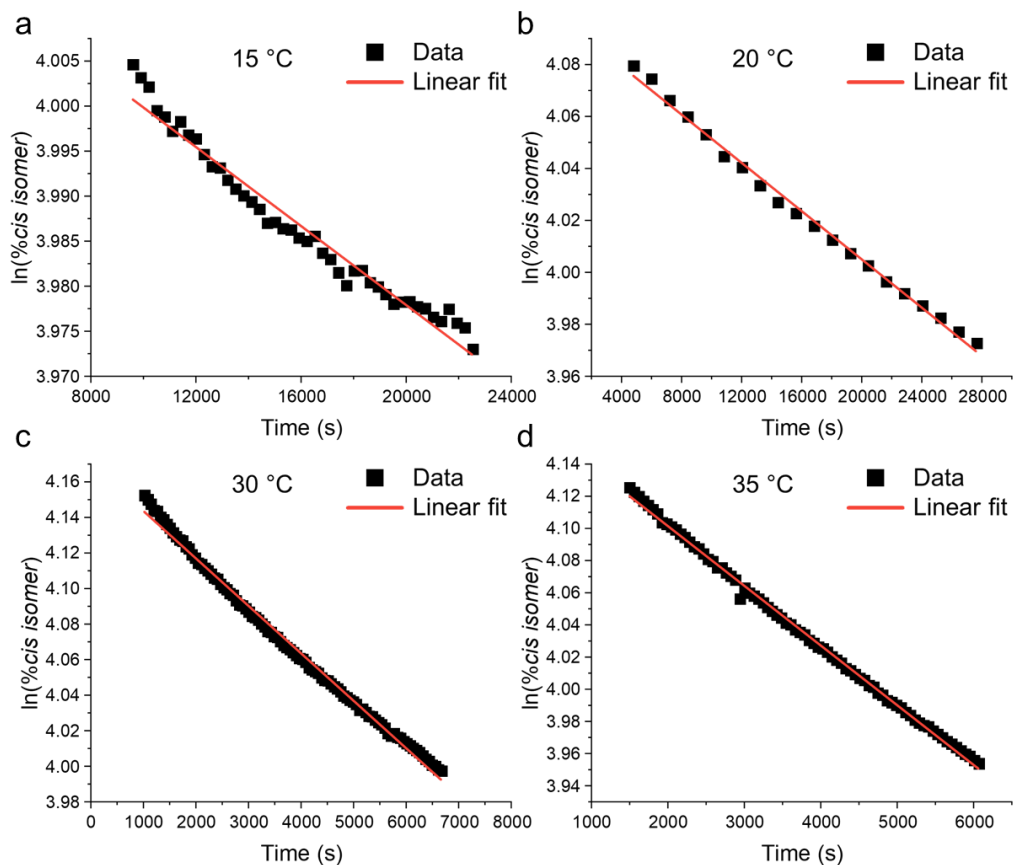 a
15 °C
Data
Linear fit
4.005
4.000
3.995
3.990
3.985
3.980
3.975
3.970
ln(%cis isomer)
8000 12000 16000 20000 24000
Time (s)
b
20 °C
Data
Linear fit
4.08
4.06
4.04
4.02
4.00
3.98
3.96
ln(%cis isomer)
4000 8000 12000 16000 20000 24000 28000
Time (s)
c
30 °C
Data
Linear fit
4.16
4.14
4.12
4.10
4.08
4.06
4.04
4.02
4.00
3.98
ln(%cis isomer)
0 1000 2000 3000 4000 5000 6000 7000 8000
Time (s)
d
35 °C
Data
Linear fit
4.14
4.12
4.10
4.08
4.06
4.04
4.02
4.00
3.98
3.96
3.94
ln(%cis isomer)
1000 2000 3000 4000 5000 6000
Time (s)